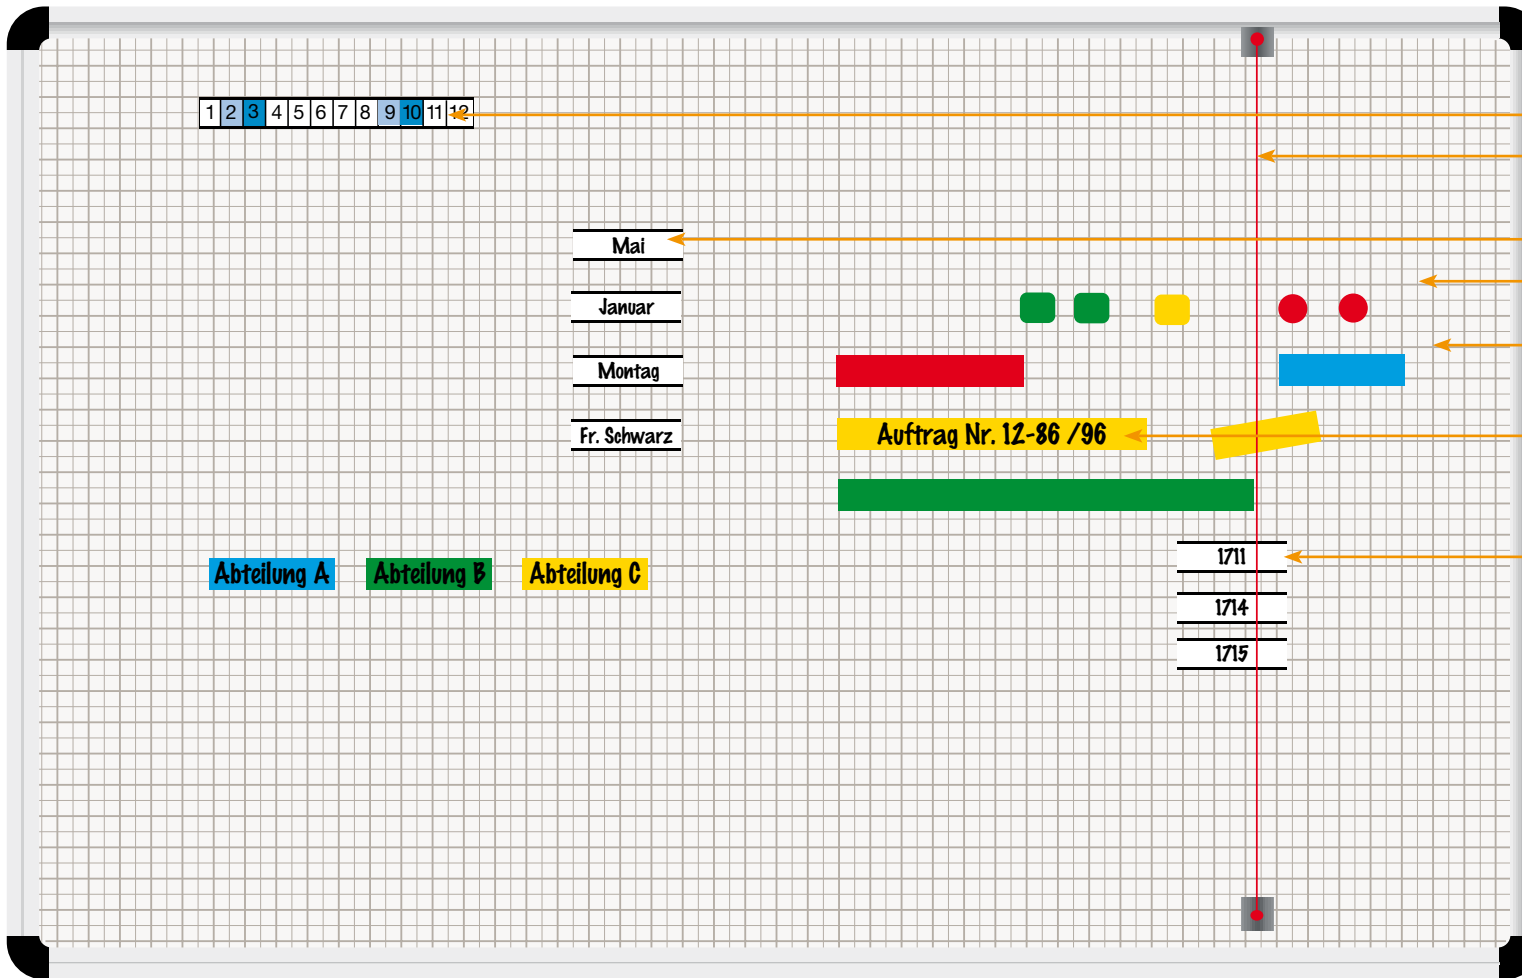 1 2 3 4 5 6 7 8 9 10 11 12
Mai
Januar
Montag
Fr. Schwarz
Auftrag Nr. 12-86 /96
Abteilung A
Abteilung B
Abteilung C
1711
1714
1715